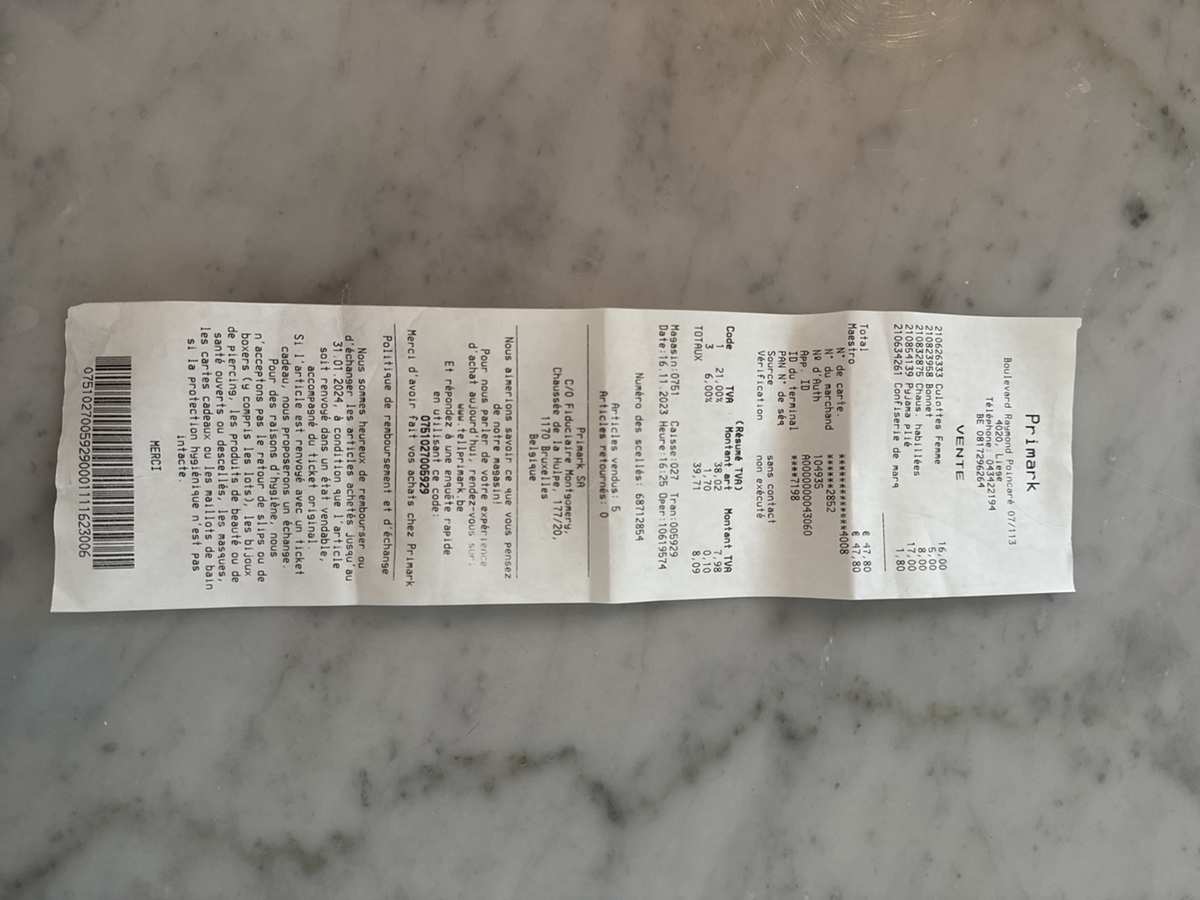 Primark
Boulevard Raymond Poincaré 07/113
4020, Liege
Téléphone: 043422194
BE 0817296264
VENTE
210626333 Culottes Femme 16,00
210823958 Bonnet 5,00
210832875 Chaus. habillées 8,00
210854139 Pyjama plié 17,00
210634261 Confiserie de marq 1,80
Total € 47,80
Maestro € 47,80
N° de carte ************4008
N° du marchand *****2852
Nº d'Auth 104935
App. ID A0000000043060
ID du terminal ****7198
PAN N° de séq
Source sans contact
Vérification non exécuté
(Résumé TVA)
Code TVA Montant art Montant TVA
1 21,00% 38,02 7,98
3 6,00% 1,70 0,10
TOTAUX 39,71 8,09
Magasin:0751 Caisse:027 Tran:005929
Date:16.11.2023 Heure:16:25 Oper:10619574
Numéro des scelles: 68712854
Articles vendus: 5
Articles retournés: 0
Primark SA
C/O Fiduciaire Montgomery,
Chaussée de la Hulpe, 177/20,
1170 Bruxelles
Belgique
Nous aimerions savoir ce que vous pensez
de notre magasin!
Pour nous parler de votre expérience
d'achat aujourd'hui, rendez-vous sur:
www.tellprimark.be
Et répondez à une enquête rapide
en utilisant ce code:
0751027005929
Merci d'avoir fait vos achats chez Primark
Politique de remboursement et d'échange
Nous sommes heureux de rembourser ou
d'échanger les articles achetés jusqu'au
31.01.2024 à condition que l'article
soit renvoyé dans un état vendable,
accompagné du ticket original.
Si l'article est renvoyé avec un ticket
cadeau, nous proposerons un échange.
Pour des raisons d'hygiène, nous
n'acceptons pas le retour de slips ou de
boxers (y compris les lots), les bijoux
de piercing, les produits de beauté ou de
santé ouverts ou descellés, les masques,
les cartes cadeaux ou les maillots de bain
si la protection hygiénique n'est pas
intacte.
MERCI
0751027005929001111623006